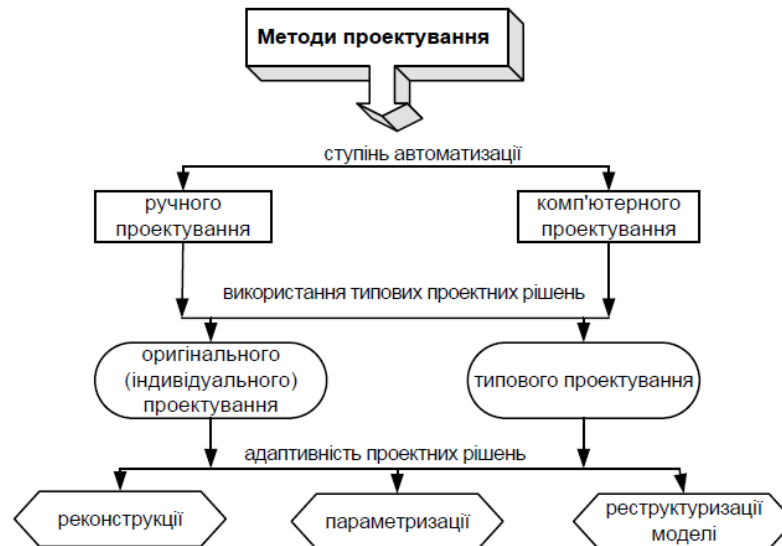 Методи проектування
ступінь автоматизації
ручного
проектування
комп'ютерного
проектування
використання типових проектних рішень
оригінального
(індивідуального)
проектування
типового проектування
адаптивність проектних рішень
реконструкції
параметризації
реструктуризації
моделі